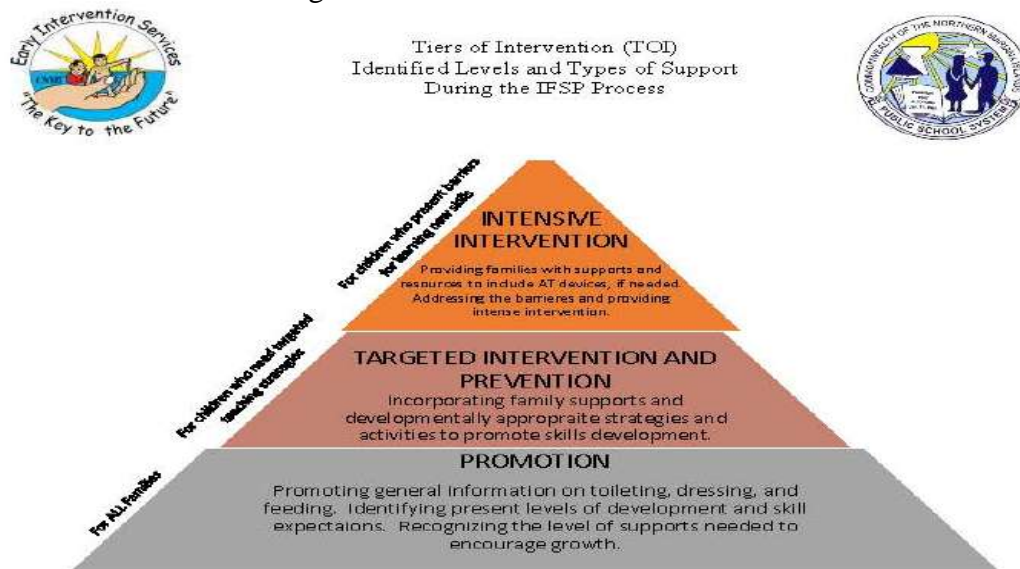 Early Intervention Services
CNMI
"The Key to the Future"
Tiers of Intervention (TOI)
Identified Levels and Types of Support
During the IFSP Process
COMMONWEALTH OF THE NORTHERN MARIANA ISLANDS
PUBLIC SCHOOL SYSTEM
For children who present barriers
for learning new skills
INTENSIVE
INTERVENTION
Providing families with supports and
resources to include AT devices, if needed.
Addressing the barrieres and providing
intense intervention.
For children who need targeted
teaching strategies
TARGETED INTERVENTION AND
PREVENTION
Incorporating family supports and
developmentally appropraite strategies and
activities to promote skills development.
For ALL Families
PROMOTION
Promoting general information on toileting, dressing, and
feeding. Identifying present levels of development and skill
expectaions. Recognizing the level of supports needed to
encourage growth.